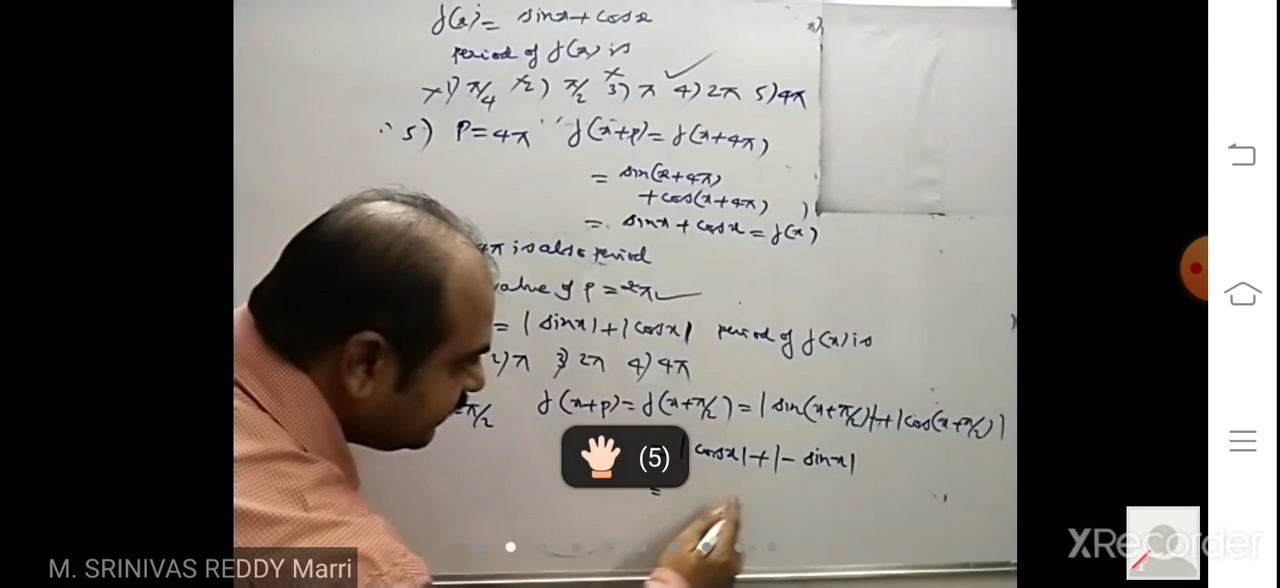 f(x) = sinx + cosx
period of f(x) is
x 1) π/4 x 2) π/2 x 3) π 4) 2π ✓ 5) 4π
∴ 5) P = 4π ∵ f(x+p) = f(x+4π)
= sin(x+4π)
+ cos(x+4π)
= sinx + cosx = f(x)
4π is also period
value of p = 2π ✓
= |sinx| + |cosx| period of f(x) is
2) π 3) 2π 4) 4π
=π/2 f(x+p) = f(x+π/2) = |sin(x+π/2)| + |cos(x+π/2)|
|cosx| + |- sinx|
=
(5)
XRecorder
M. SRINIVAS REDDY Marri